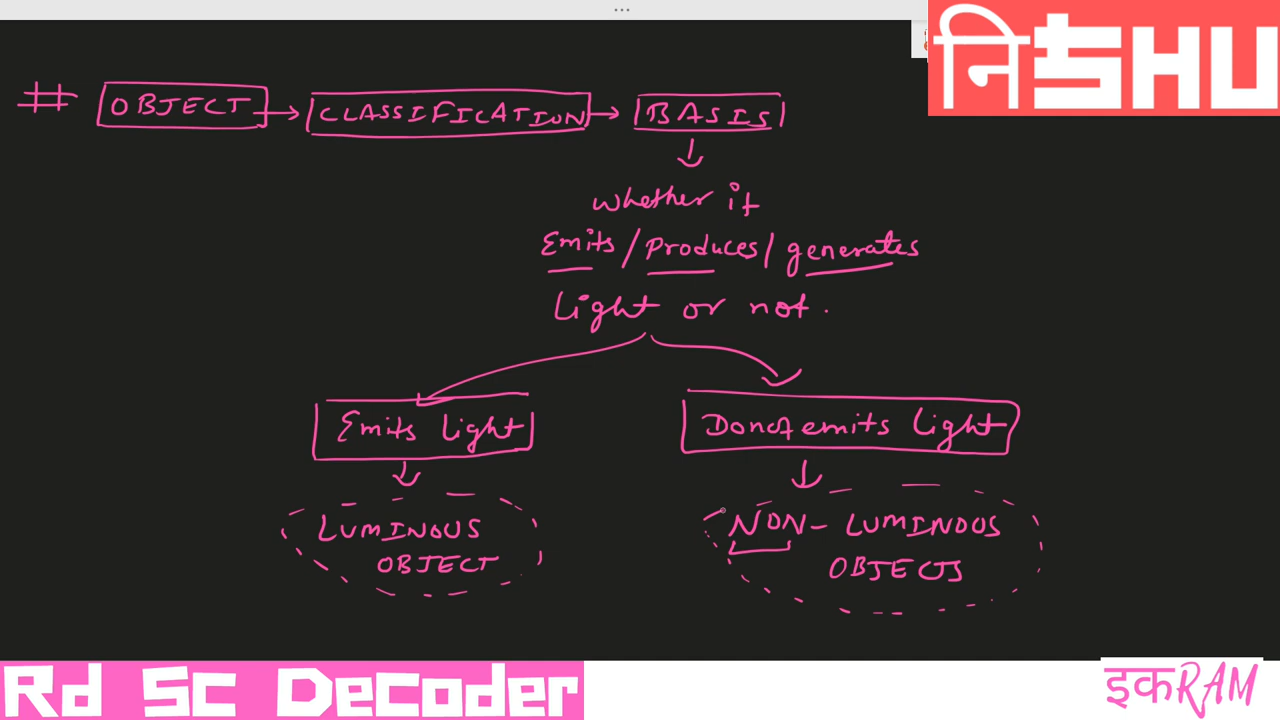 ...
निSHU
# OBJECT → CLASSIFICATION → BASIS
whether it
Emits/Produces/generates
light or not.
Emits light
Donot emits light
LUMINOUS
OBJECT
NON- LUMINOUS
OBJECTS
Rd Sc Decoder
इकRAM